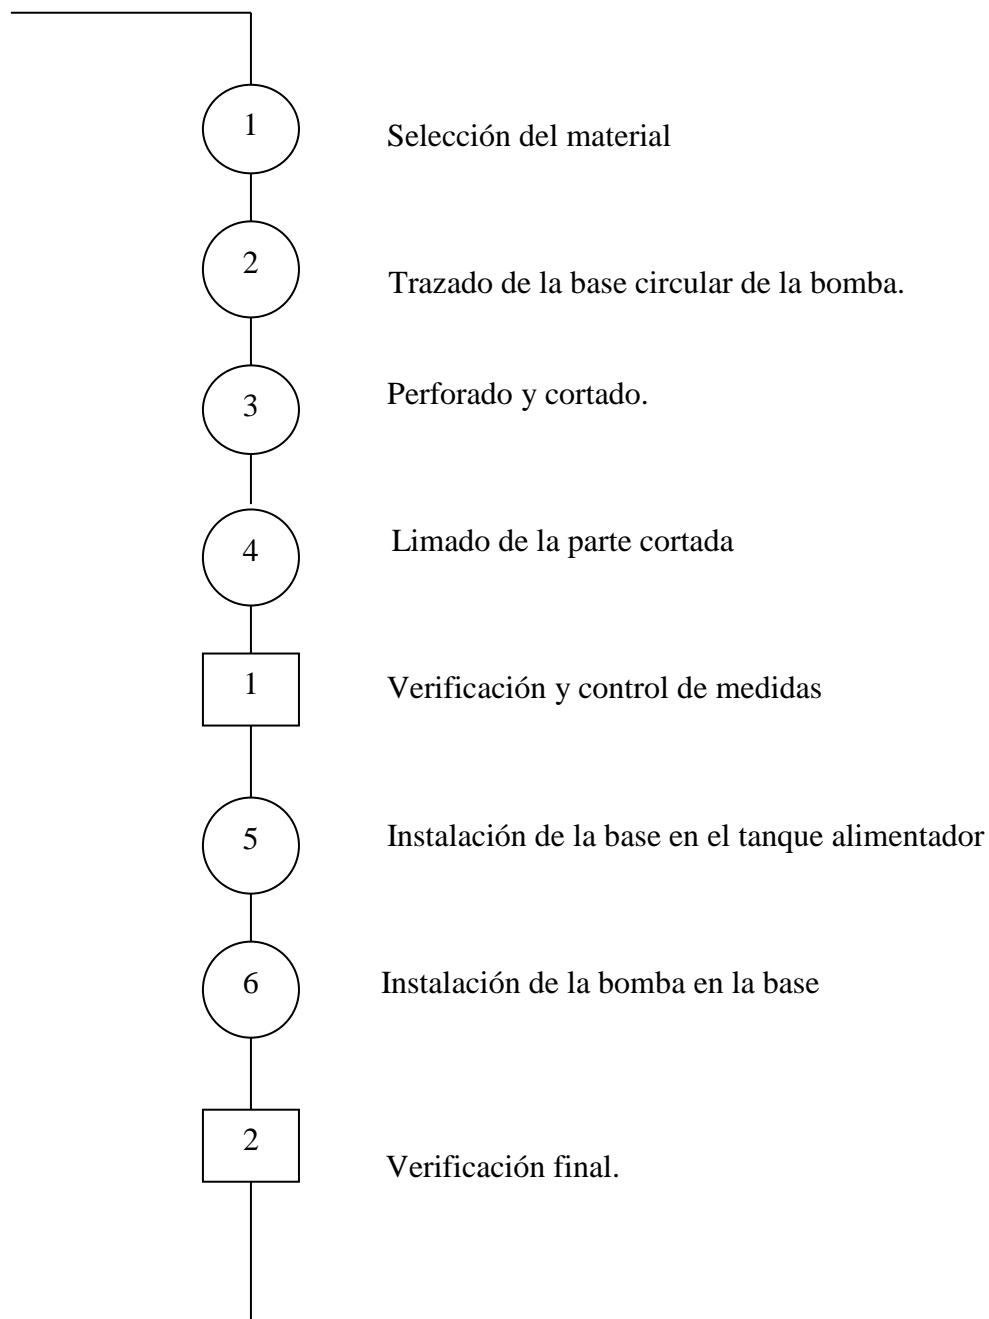 1
Selección del material
2
Trazado de la base circular de la bomba.
3
Perforado y cortado.
4
Limado de la parte cortada
1
Verificación y control de medidas
5
Instalación de la base en el tanque alimentador
6
Instalación de la bomba en la base
2
Verificación final.